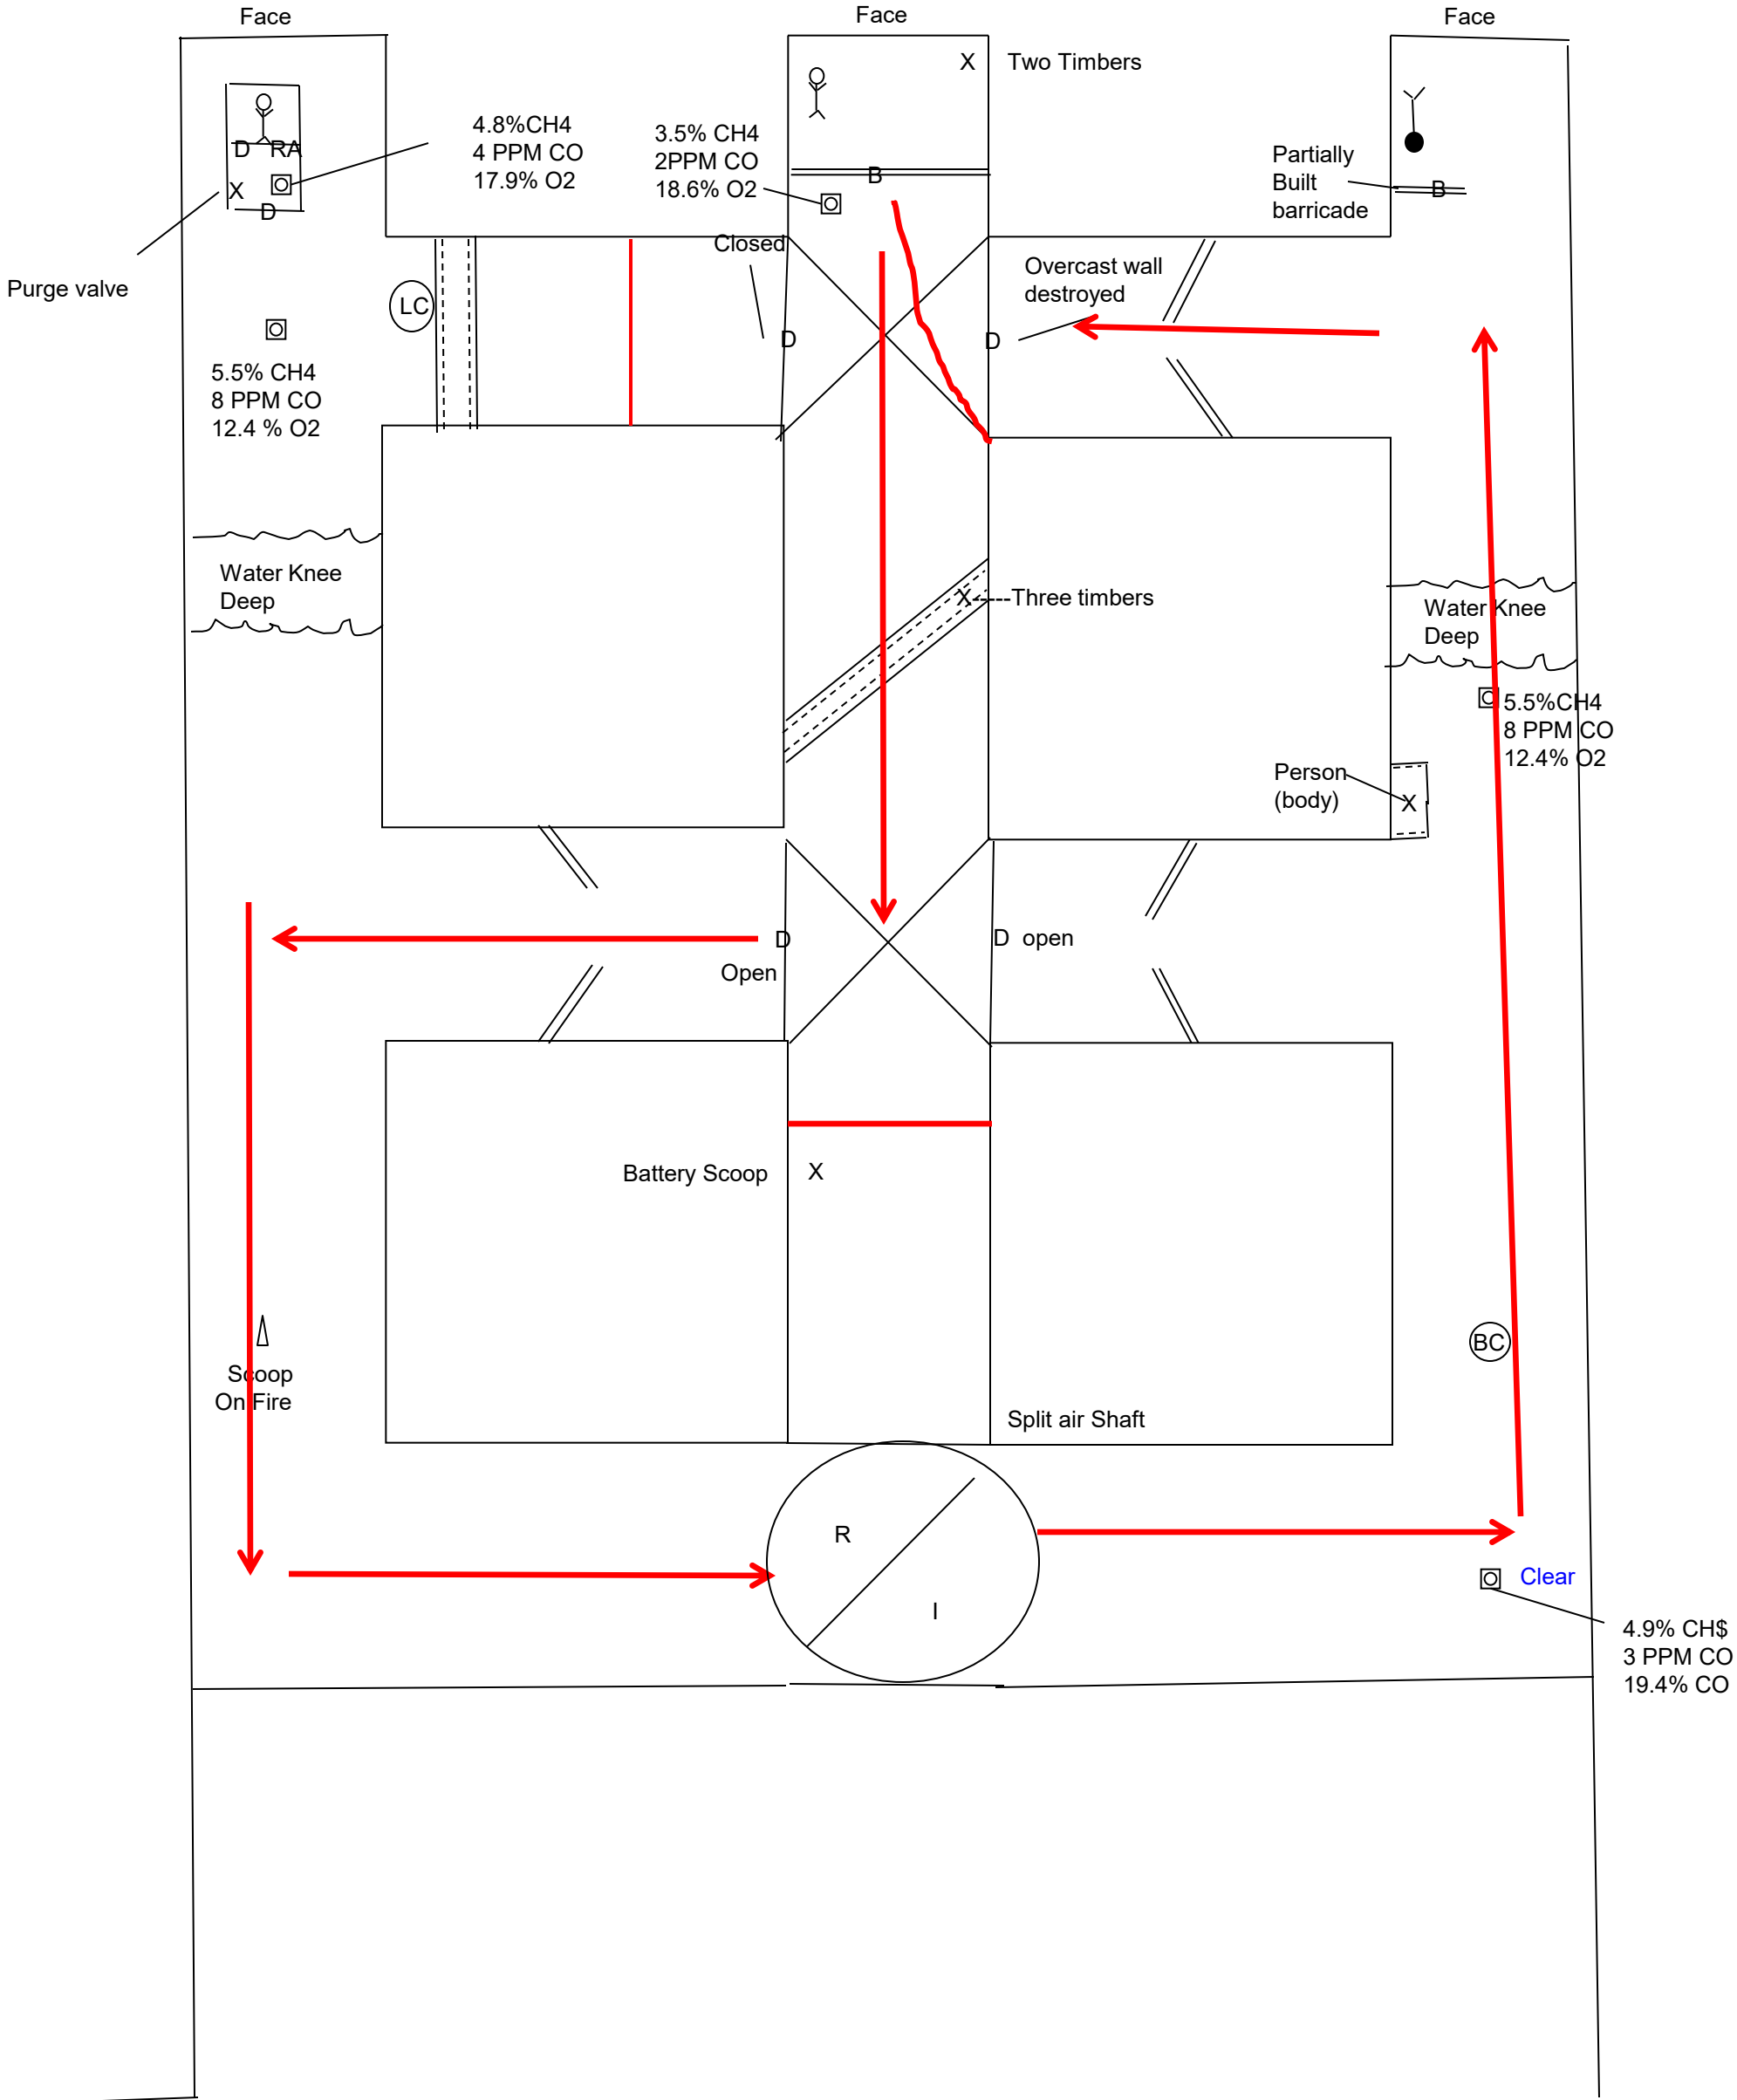 Face
Face
Face
X
Two Timbers
4.8%CH4
4 PPM CO
17.9% O2
3.5% CH4
2PPM CO
18.6% O2
Partially
Built
barricade
D
RA
X
D
B
B
Purge valve
Closed
Overcast wall
destroyed
LC
D
D
5.5% CH4
8 PPM CO
12.4 % O2
Water Knee
Deep
X
----Three timbers
Water Knee
Deep
5.5%CH4
8 PPM CO
12.4% O2
Person
(body)
X
D
Open
D open
Battery Scoop
X
Scoop
On Fire
BC
Split air Shaft
R
I
Clear
4.9% CH$
3 PPM CO
19.4% CO